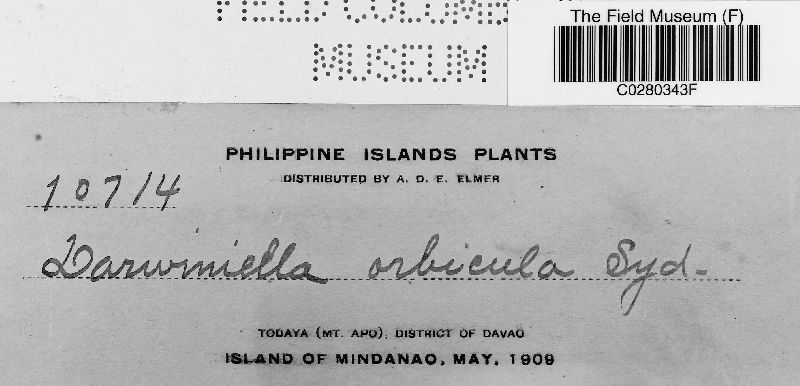 FIELD COLUMB
MUSEUM
The Field Museum (F)
C0280343F
PHILIPPINE ISLANDS PLANTS
DISTRIBUTED BY A. D. E. ELMER
10714
Darwiniella orbicula Syd.
TODAYA (MT. APO), DISTRICT OF DAVAO
ISLAND OF MINDANAO, MAY, 1909